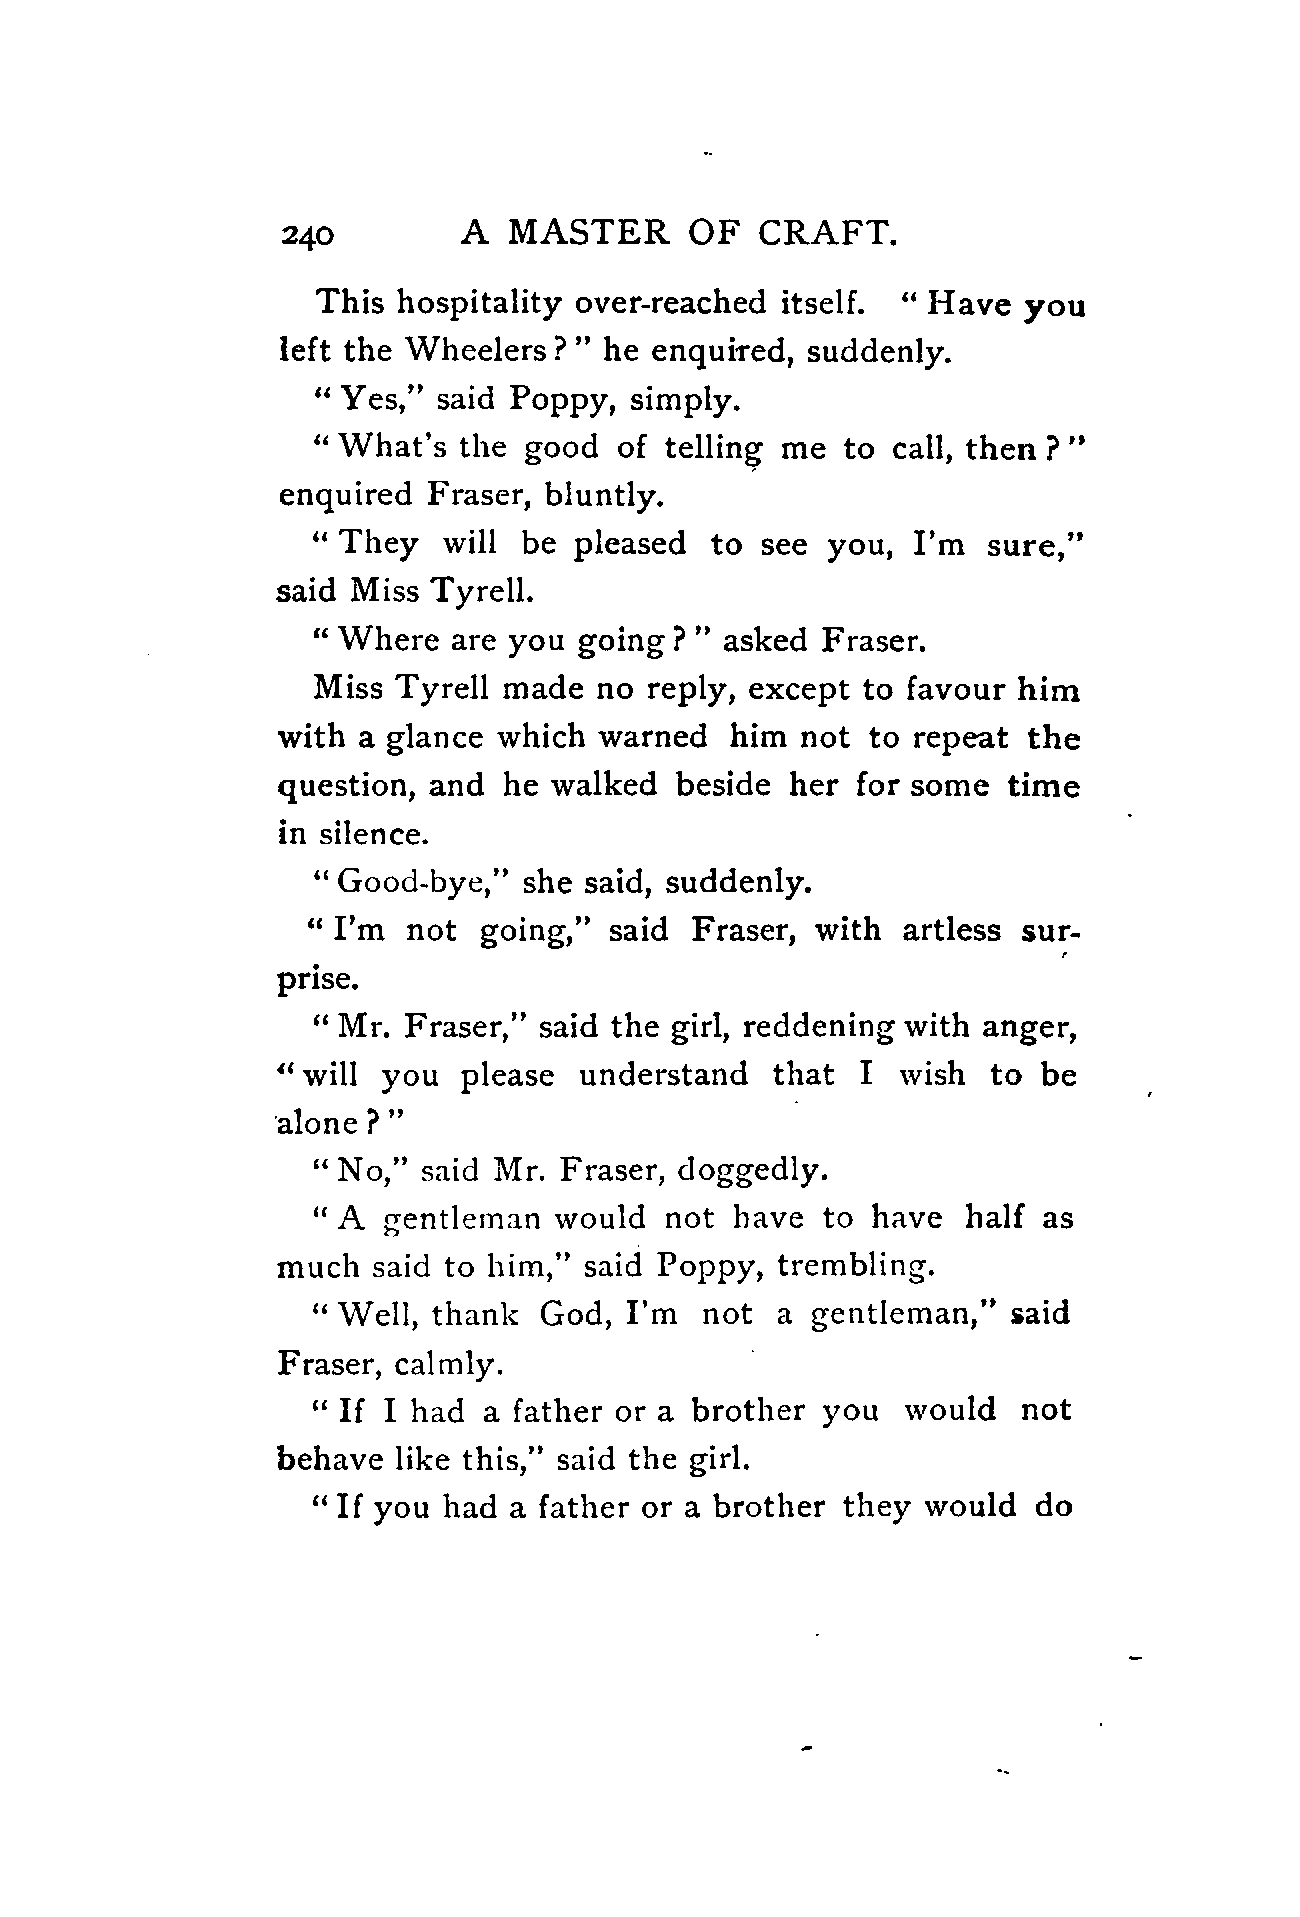 240 A MASTER OF CRAFT.
This hospitality over-reached itself. "Have you
left the Wheelers?" he enquired, suddenly.
"Yes," said Poppy, simply.
"What's the good of telling me to call, then?"
enquired Fraser, bluntly.
"They will be pleased to see you, I'm sure,"
said Miss Tyrell.
"Where are you going?" asked Fraser.
Miss Tyrell made no reply, except to favour him
with a glance which warned him not to repeat the
question, and he walked beside her for some time
in silence.
"Good-bye," she said, suddenly.
"I'm not going," said Fraser, with artless sur-
prise.
"Mr. Fraser," said the girl, reddening with anger,
"will you please understand that I wish to be
alone?"
"No," said Mr. Fraser, doggedly.
"A gentleman would not have to have half as
much said to him," said Poppy, trembling.
"Well, thank God, I'm not a gentleman," said
Fraser, calmly.
"If I had a father or a brother you would not
behave like this," said the girl.
"If you had a father or a brother they would do